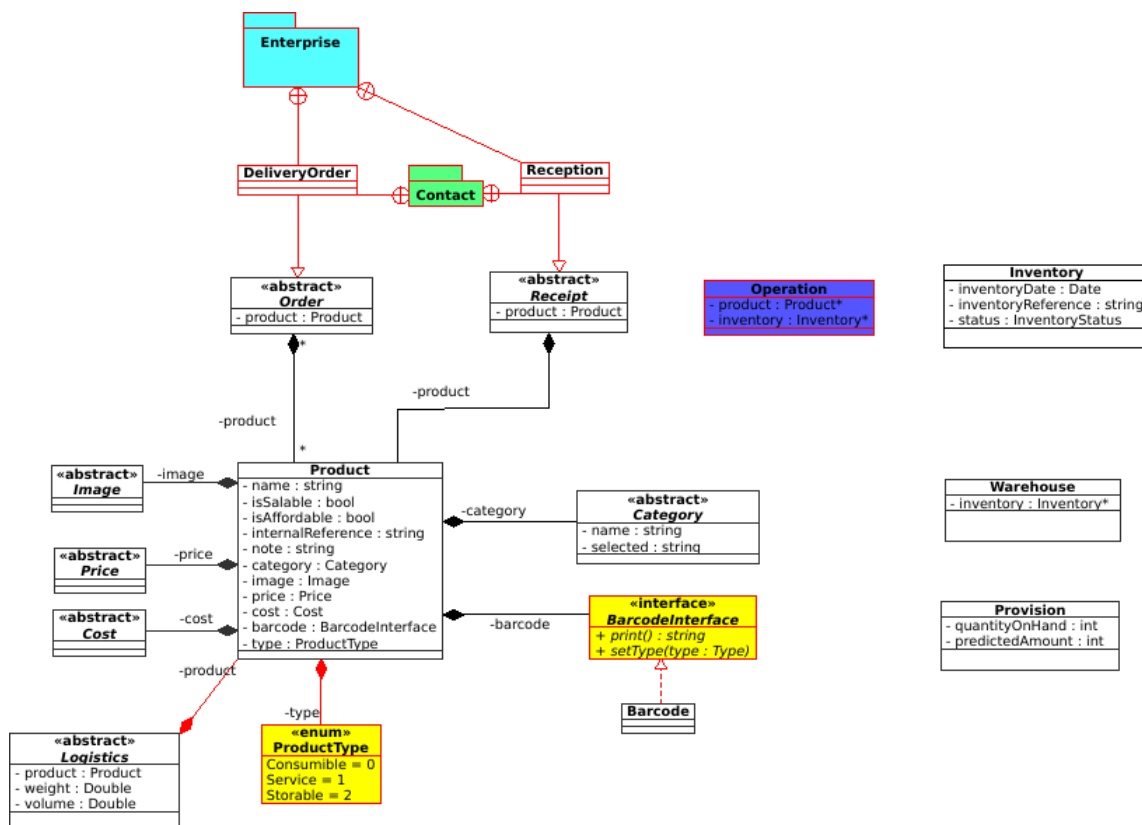 Enterprise
DeliveryOrder
Contact
Reception
«abstract»
Order
- product : Product
«abstract»
Receipt
- product : Product
Operation
- product : Product*
- inventory : Inventory*
Inventory
- inventoryDate : Date
- inventoryReference : string
- status : InventoryStatus
*
-product
*
-product
«abstract»
Image
-image
«abstract»
Price
-price
«abstract»
Cost
-cost
Product
- name : string
- isSalable : bool
- isAffordable : bool
- internalReference : string
- note : string
- category : Category
- image : Image
- price : Price
- cost : Cost
- barcode : BarcodeInterface
- type : ProductType
-category
«abstract»
Category
- name : string
- selected : string
Warehouse
- inventory : Inventory*
-barcode
«interface»
BarcodeInterface
+ print() : string
+ setType(type : Type)
Provision
- quantityOnHand : int
- predictedAmount : int
Barcode
-product
-type
«abstract»
Logistics
- product : Product
- weight : Double
- volume : Double
«enum»
ProductType
Consumible = 0
Service = 1
Storable = 2